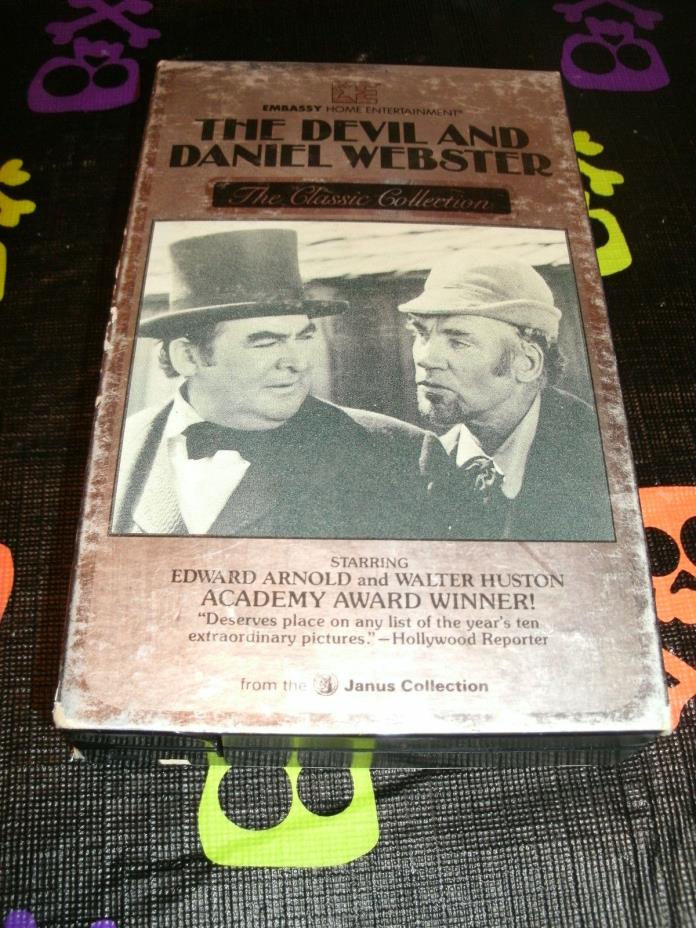 EMBASSY HOME ENTERTAINMENT®
THE DEVIL AND
DANIEL WEBSTER
The Classic Collection
STARRING
EDWARD ARNOLD and WALTER HUSTON
ACADEMY AWARD WINNER!
“Deserves place on any list of the year's ten
extraordinary pictures.”—Hollywood Reporter
from the Janus Collection